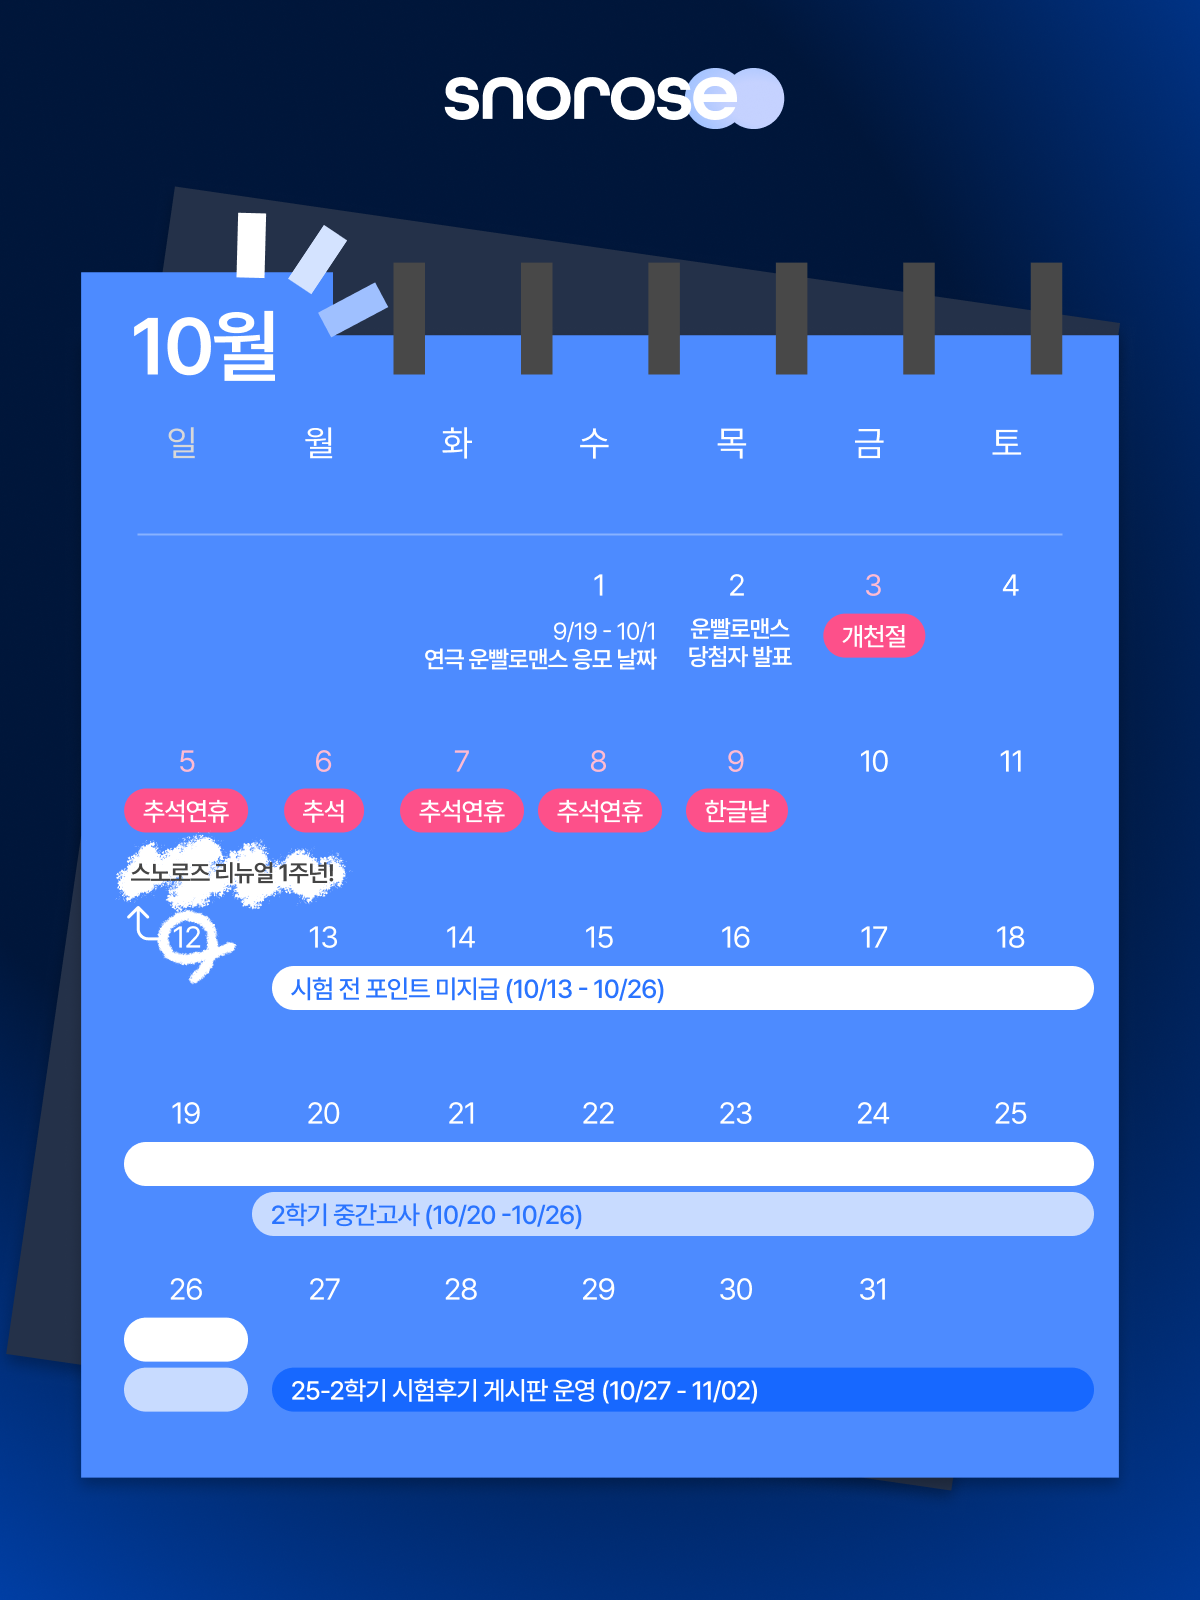 snorose
10월
일 월 화 수 목 금 토
1 2 3 4
9/19 - 10/1
연극 운빨로맨스 응모 날짜
운빨로맨스
당첨자 발표
개천절
5 6 7 8 9 10 11
추석연휴 추석 추석연휴 추석연휴 한글날
스노로즈 리뉴얼 1주년!
12 13 14 15 16 17 18
시험 전 포인트 미지급 (10/13 - 10/26)
19 20 21 22 23 24 25
2학기 중간고사 (10/20 -10/26)
26 27 28 29 30 31
25-2학기 시험후기 게시판 운영 (10/27 - 11/02)